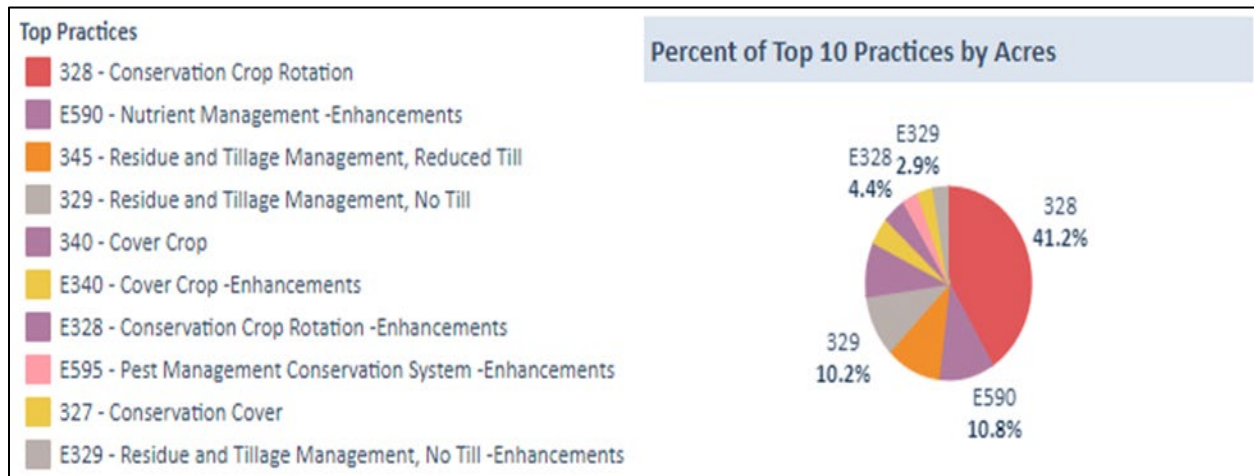 Top Practices
328 - Conservation Crop Rotation
E590 - Nutrient Management -Enhancements
345 - Residue and Tillage Management, Reduced Till
329 - Residue and Tillage Management, No Till
340 - Cover Crop
E340 - Cover Crop -Enhancements
E328 - Conservation Crop Rotation -Enhancements
E595 - Pest Management Conservation System -Enhancements
327 - Conservation Cover
E329 - Residue and Tillage Management, No Till -Enhancements
Percent of Top 10 Practices by Acres
E329
2.9%
E328
4.4%
328
41.2%
329
10.2%
E590
10.8%